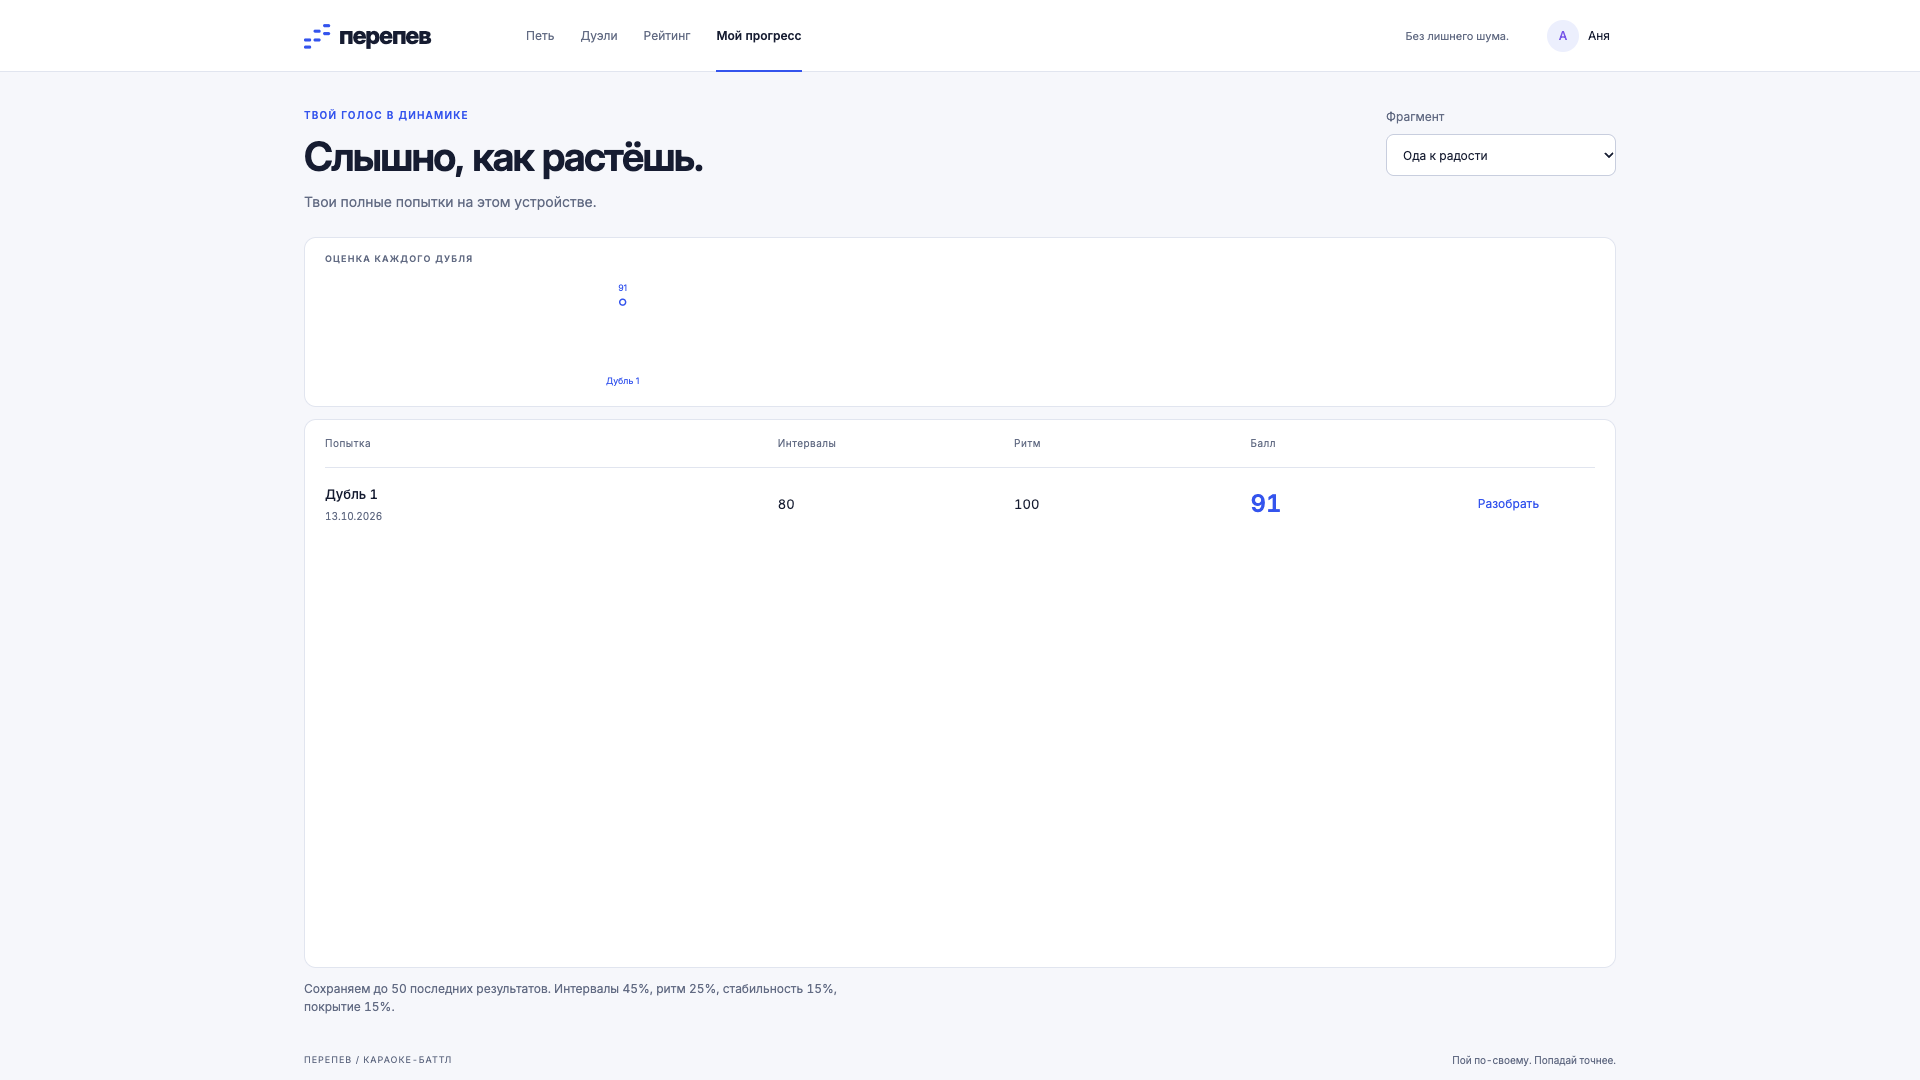 перепев
Петь
Дуэли
Рейтинг
Мой прогресс
Без лишнего шума.
А
Аня
ТВОЙ ГОЛОС В ДИНАМИКЕ
Слышно, как растёшь.
Твои полные попытки на этом устройстве.
Фрагмент
Ода к радости
ОЦЕНКА КАЖДОГО ДУБЛЯ
91
Дубль 1
Попытка
Интервалы
Ритм
Балл
Дубль 1
13.10.2026
80
100
91
Разобрать
Сохраняем до 50 последних результатов. Интервалы 45%, ритм 25%, стабильность 15%,
покрытие 15%.
ПЕРЕПЕВ / КАРАОКЕ-БАТТЛ
Пой по-своему. Попадай точнее.